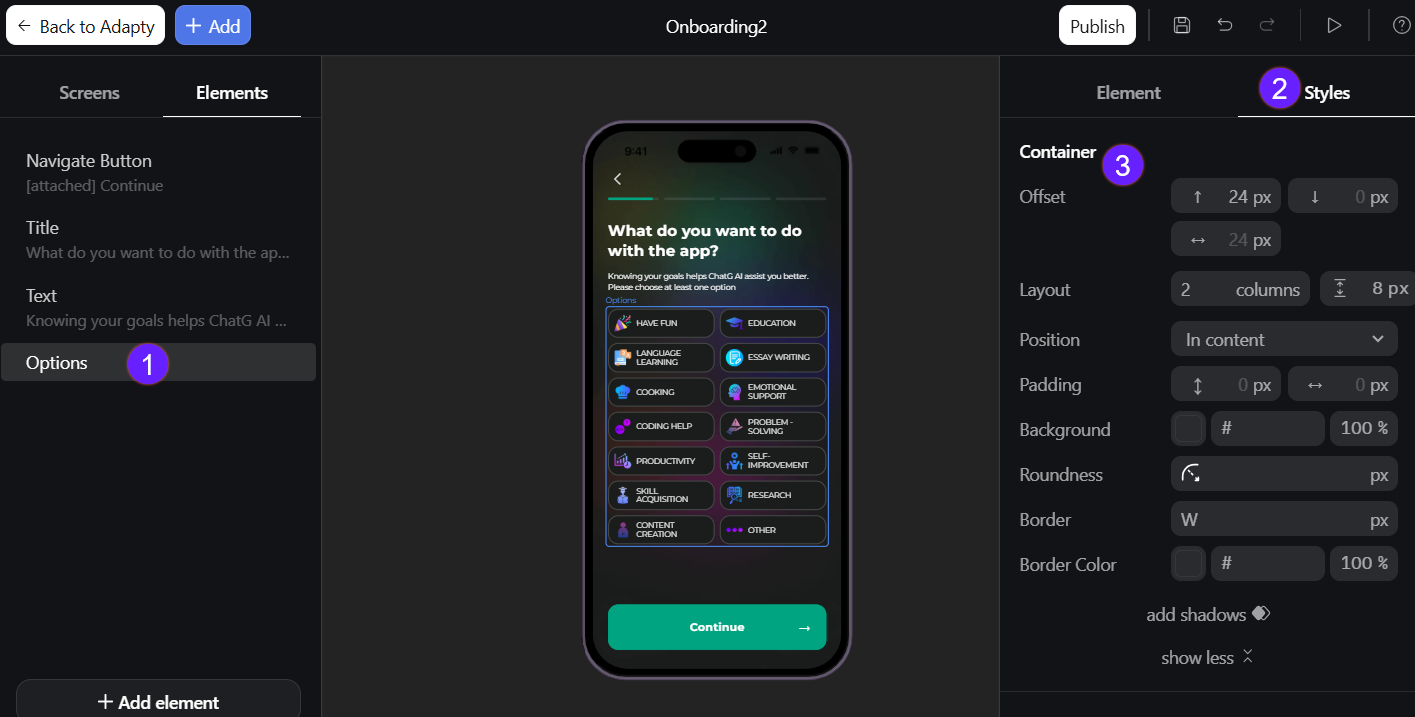 ← Back to Adapty
+ Add
Onboarding2
Publish
Screens
Elements
Navigate Button
[attached] Continue
Title
What do you want to do with the ap...
Text
Knowing your goals helps ChatG AI ...
Options
1
+ Add element
9:41
What do you want to do
with the app?
Knowing your goals helps ChatG AI assist you better.
Please choose at least one option
Options
HAVE FUN
EDUCATION
LANGUAGE
LEARNING
ESSAY WRITING
COOKING
EMOTIONAL
SUPPORT
CODING HELP
PROBLEM -
SOLVING
PRODUCTIVITY
SELF-
IMPROVEMENT
SKILL
ACQUISITION
RESEARCH
CONTENT
CREATION
OTHER
Continue →
Element
2
Styles
Container
3
Offset ↑ 24 px ↓ 0 px
↔ 24 px
Layout 2 columns 8 px
Position In content
Padding ↕ 0 px ↔ 0 px
Background # 100 %
Roundness px
Border W px
Border Color # 100 %
add shadows
show less